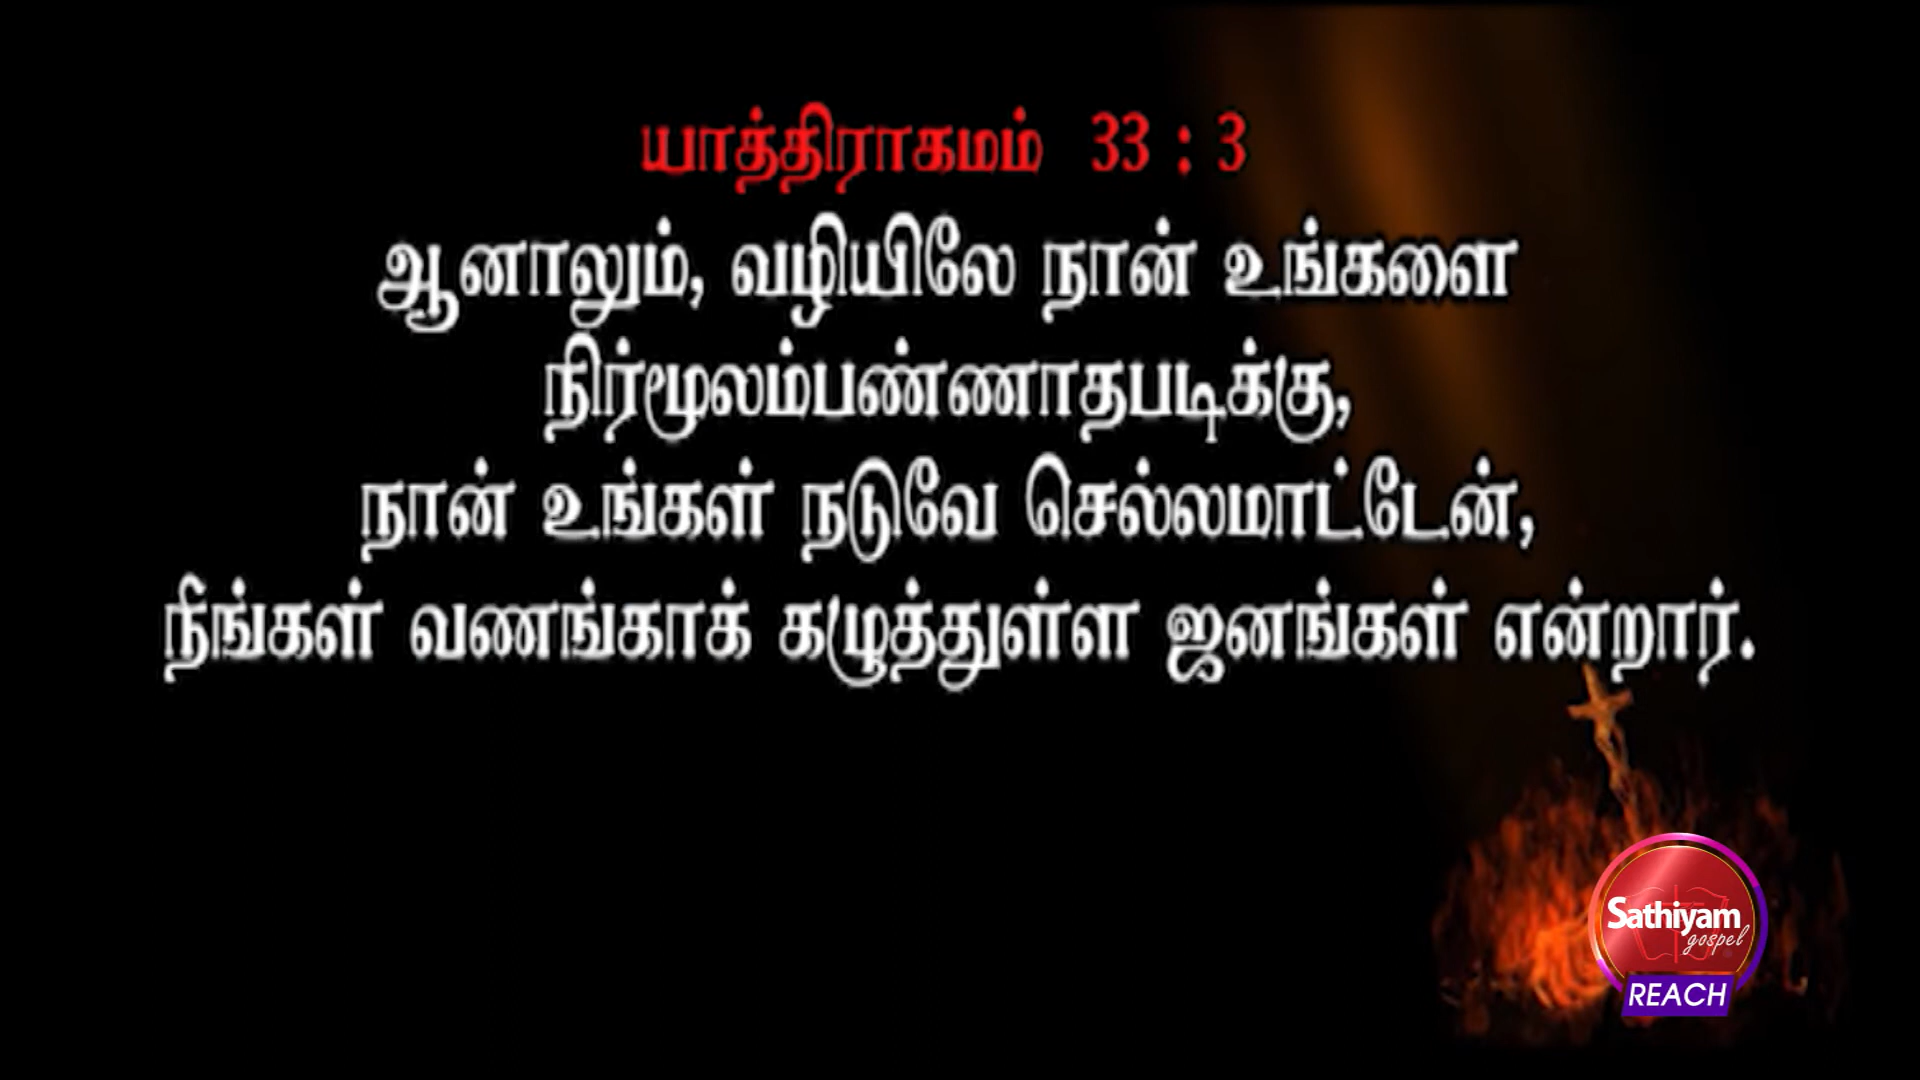 யாத்திராகமம் 33 : 3
ஆனாலும், வழியிலே நான் உங்களை
நிர்மூலம்பண்ணாதபடிக்கு,
நான் உங்கள் நடுவே செல்லமாட்டேன்,
நீங்கள் வணங்காக் கழுத்துள்ள ஜனங்கள் என்றார்.
Sathiyam
gospel
REACH